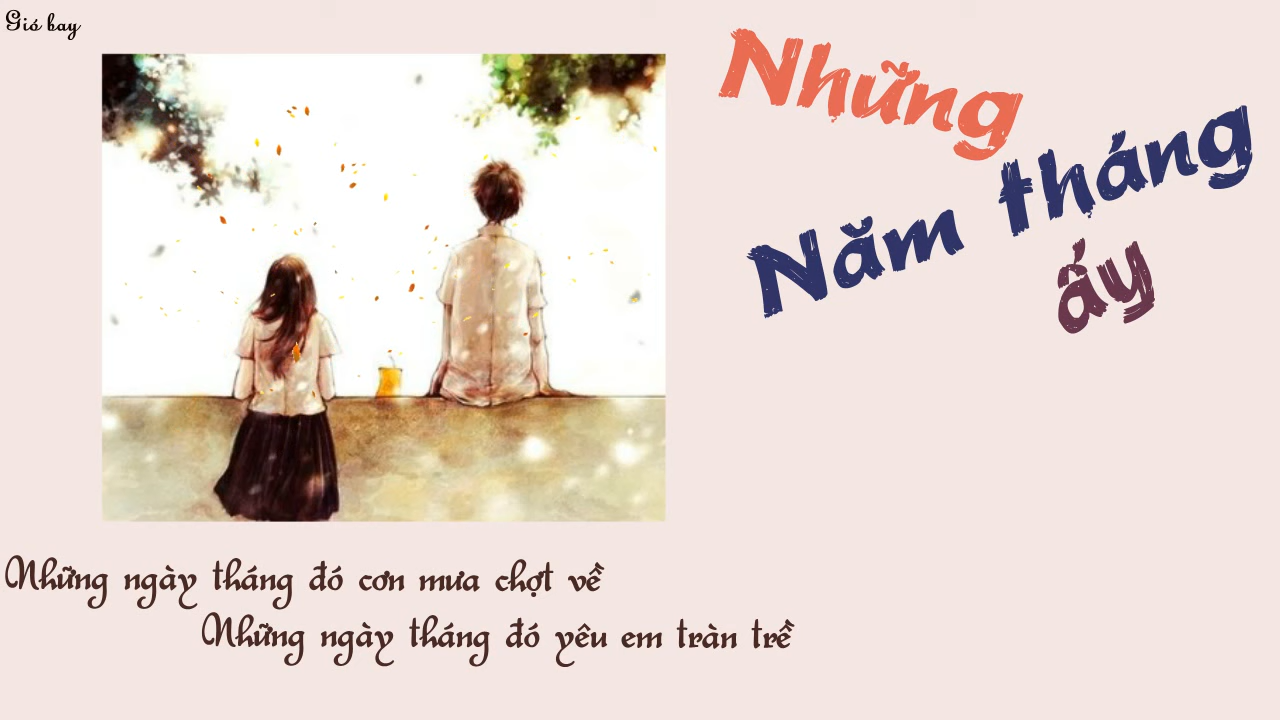 Gió bay
Những
Năm tháng
ấy
Những ngày tháng đó cơn mưa chợt về
Những ngày tháng đó yêu em tràn trề